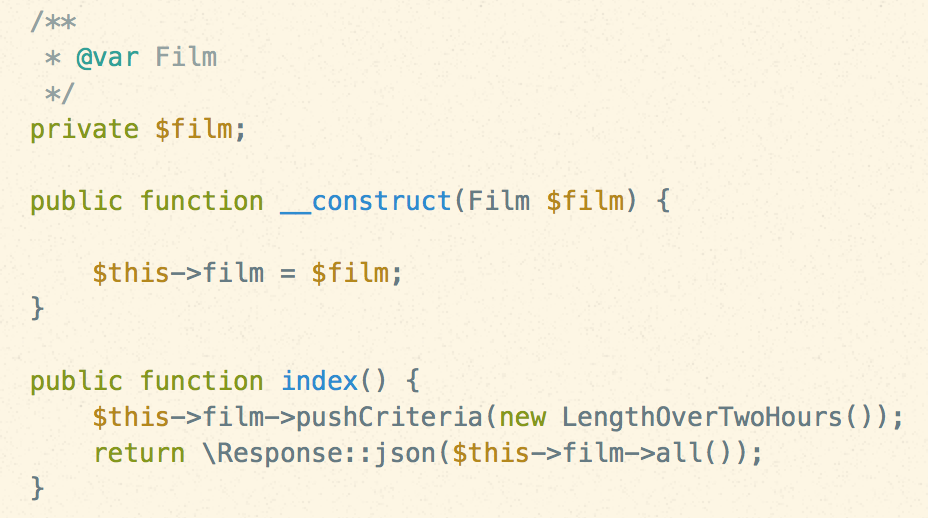 /**
 * @var Film
 */
private $film;

public function __construct(Film $film) {

    $this->film = $film;
}

public function index() {
    $this->film->pushCriteria(new LengthOverTwoHours());
    return \Response::json($this->film->all());
}